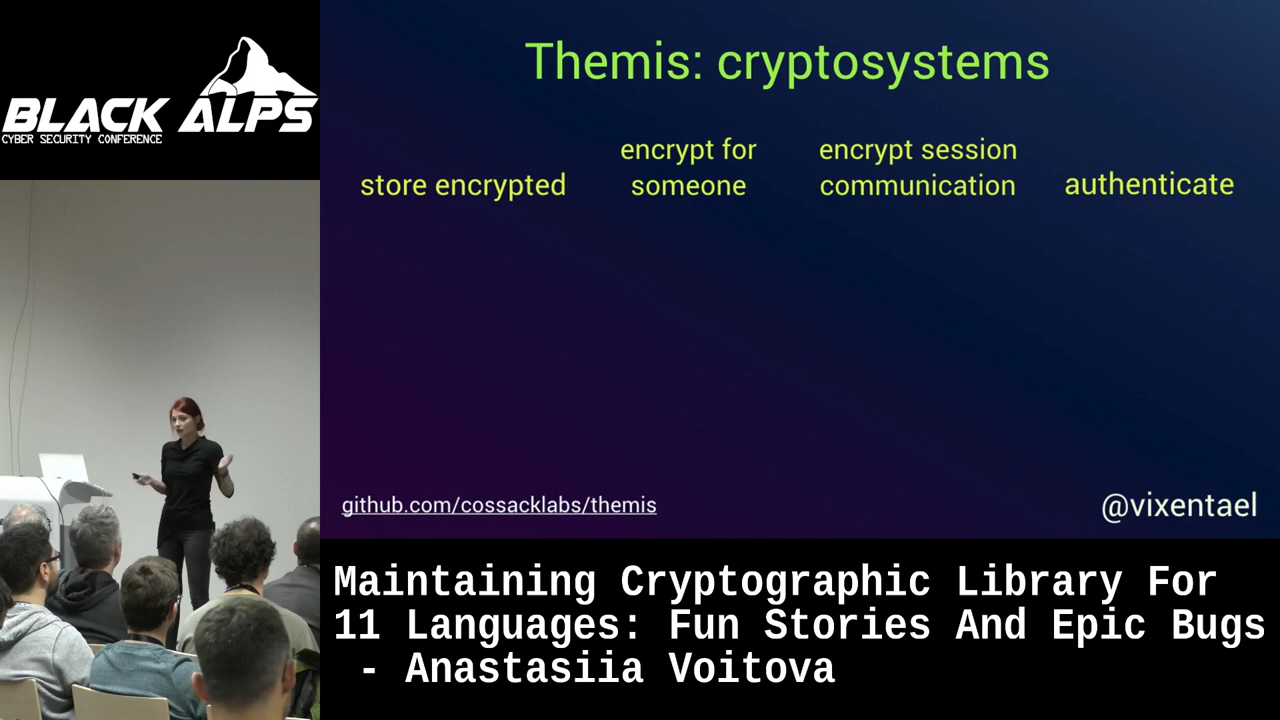 BLACK ALPS
CYBER SECURITY CONFERENCE
Themis: cryptosystems
store encrypted
encrypt for
someone
encrypt session
communication
authenticate
github.com/cossacklabs/themis
@vixentael
Maintaining Cryptographic Library For
11 Languages: Fun Stories And Epic Bugs
- Anastasiia Voitova